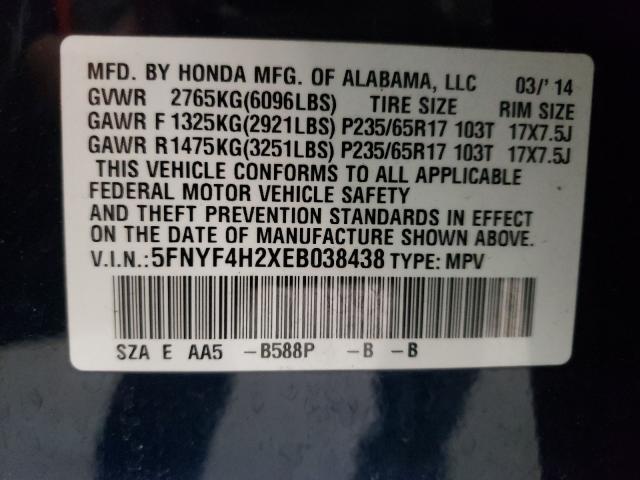 MFD. BY HONDA MFG. OF ALABAMA, LLC 03/' 14
GVWR 2765KG(6096LBS) TIRE SIZE RIM SIZE
GAWR F 1325KG(2921LBS) P235/65R17 103T 17X7.5J
GAWR R1475KG(3251LBS) P235/65R17 103T 17X7.5J
THIS VEHICLE CONFORMS TO ALL APPLICABLE
FEDERAL MOTOR VEHICLE SAFETY
AND THEFT PREVENTION STANDARDS IN EFFECT
ON THE DATE OF MANUFACTURE SHOWN ABOVE.
V.I.N.:5FNYF4H2XEB038438 TYPE: MPV
SZA E AA5 -B588P -B -B